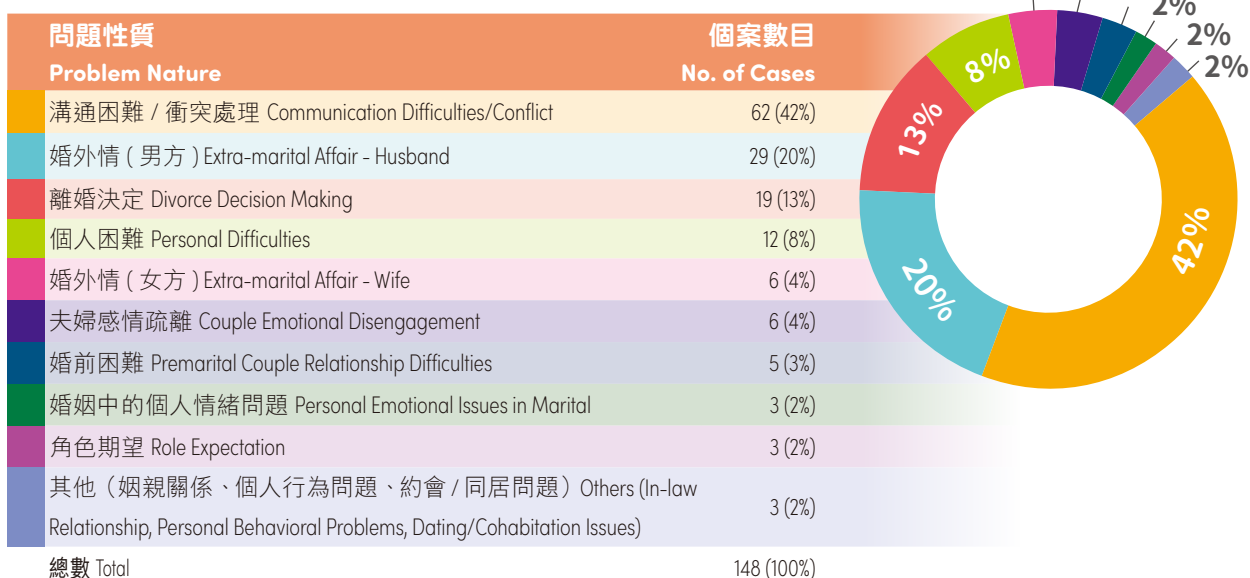 問題性質 個案數目
Problem Nature No. of Cases
溝通困難 / 衝突處理 Communication Difficulties/Conflict 62 (42%)
婚外情 ( 男方 ) Extra-marital Affair - Husband 29 (20%)
離婚決定 Divorce Decision Making 19 (13%)
個人困難 Personal Difficulties 12 (8%)
婚外情 ( 女方 ) Extra-marital Affair - Wife 6 (4%)
夫婦感情疏離 Couple Emotional Disengagement 6 (4%)
婚前困難 Premarital Couple Relationship Difficulties 5 (3%)
婚姻中的個人情緒問題 Personal Emotional Issues in Marital 3 (2%)
角色期望 Role Expectation 3 (2%)
其他（姻親關係、個人行為問題、約會 / 同居問題）Others (In-law
Relationship, Personal Behavioral Problems, Dating/Cohabitation Issues) 3 (2%)
總數 Total 148 (100%)
2%
2%
2%
8%
13%
20%
42%